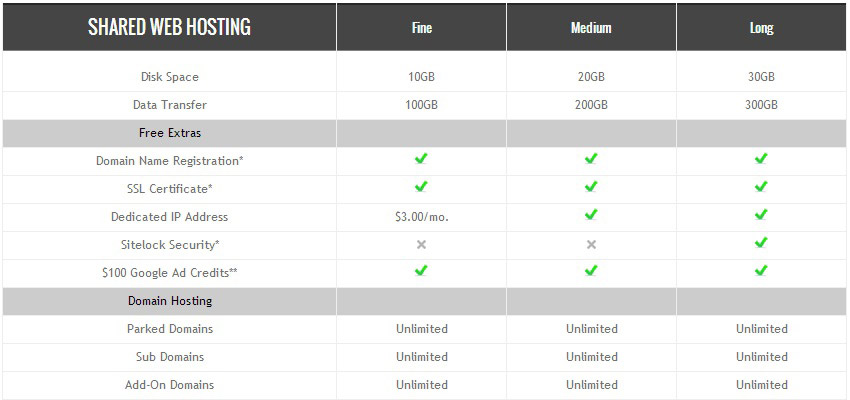 SHARED WEB HOSTING Fine Medium Long
Disk Space 10GB 20GB 30GB
Data Transfer 100GB 200GB 300GB
Free Extras
Domain Name Registration*
SSL Certificate*
Dedicated IP Address $3.00/mo.
Sitelock Security*
$100 Google Ad Credits**
Domain Hosting
Parked Domains Unlimited Unlimited Unlimited
Sub Domains Unlimited Unlimited Unlimited
Add-On Domains Unlimited Unlimited Unlimited